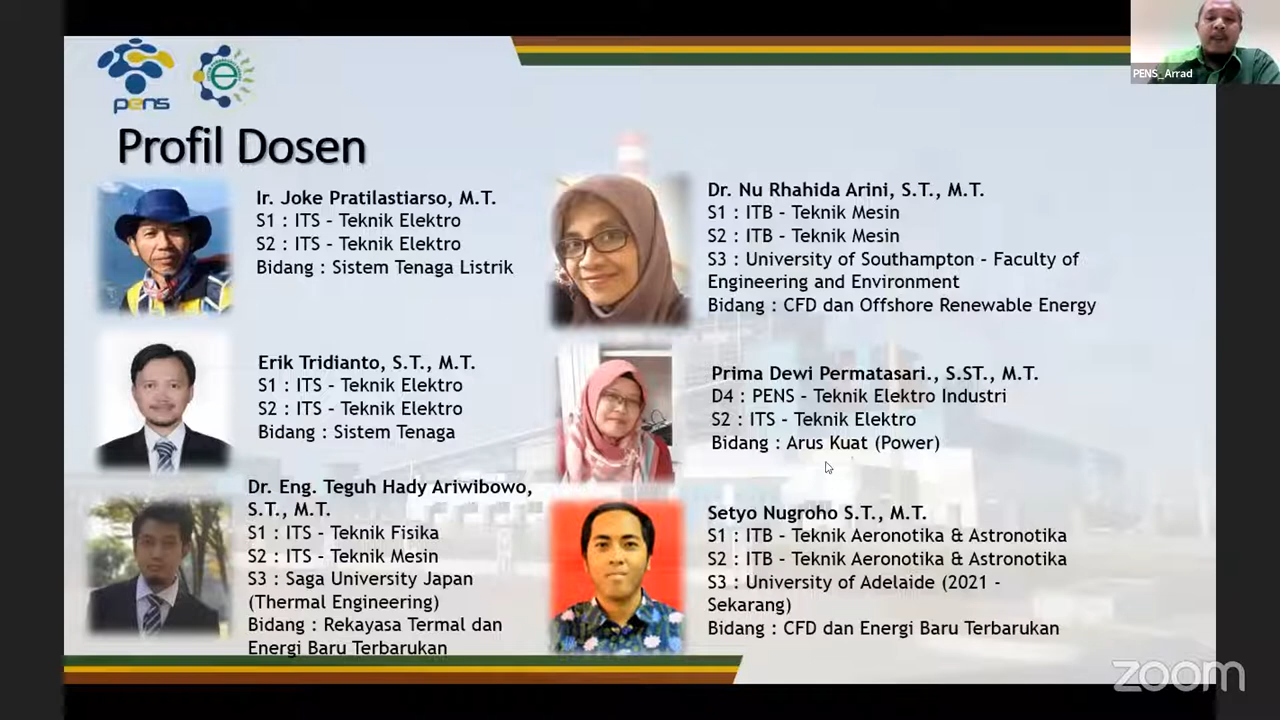 PENS_Arrad
pens
e
Profil Dosen
Ir. Joke Pratilastiarso, M.T.
S1 : ITS – Teknik Elektro
S2 : ITS – Teknik Elektro
Bidang : Sistem Tenaga Listrik
Erik Tridianto, S.T., M.T.
S1 : ITS – Teknik Elektro
S2 : ITS – Teknik Elektro
Bidang : Sistem Tenaga
Dr. Eng. Teguh Hady Ariwibowo,
S.T., M.T.
S1 : ITS – Teknik Fisika
S2 : ITS – Teknik Mesin
S3 : Saga University Japan
(Thermal Engineering)
Bidang : Rekayasa Termal dan
Energi Baru Terbarukan
Dr. Nu Rhahida Arini, S.T., M.T.
S1 : ITB – Teknik Mesin
S2 : ITB – Teknik Mesin
S3 : University of Southampton - Faculty of
Engineering and Environment
Bidang : CFD dan Offshore Renewable Energy
Prima Dewi Permatasari., S.ST., M.T.
D4 : PENS – Teknik Elektro Industri
S2 : ITS – Teknik Elektro
Bidang : Arus Kuat (Power)
Setyo Nugroho S.T., M.T.
S1 : ITB – Teknik Aeronotika & Astronotika
S2 : ITB – Teknik Aeronotika & Astronotika
S3 : University of Adelaide (2021 -
Sekarang)
Bidang : CFD dan Energi Baru Terbarukan
zoom